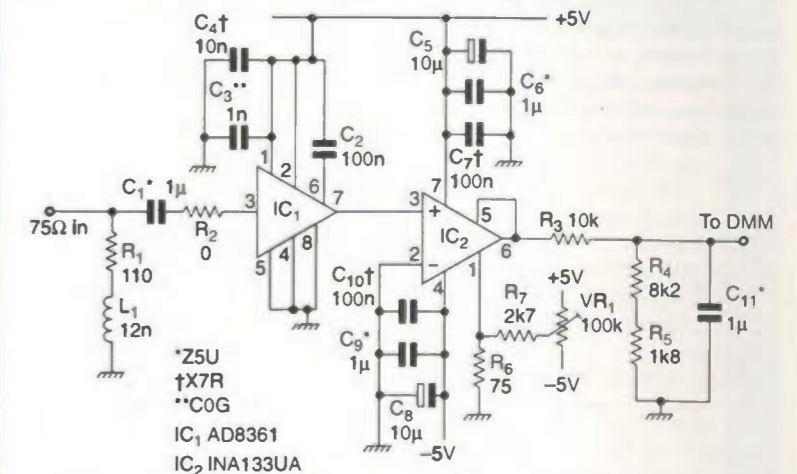 C4† 10n
C3** 1n
C2 100n
+5V
C5 10µ
C6* 1µ
C7† 100n
1
2
6
7
7
C1* 1µ
3
IC1
3
+
5
IC2
6
R3 10k
To DMM
75Ω in
R1 110
R2 0
5
4
8
2
–
4
1
C10† 100n
R7 2k7
+5V
VR1 100k
R4 8k2
C11* 1µ
L1 12n
C9* 1µ
R6 75
–5V
R5 1k8
C8 10µ
–5V
*Z5U
†X7R
**C0G
IC1 AD8361
IC2 INA133UA